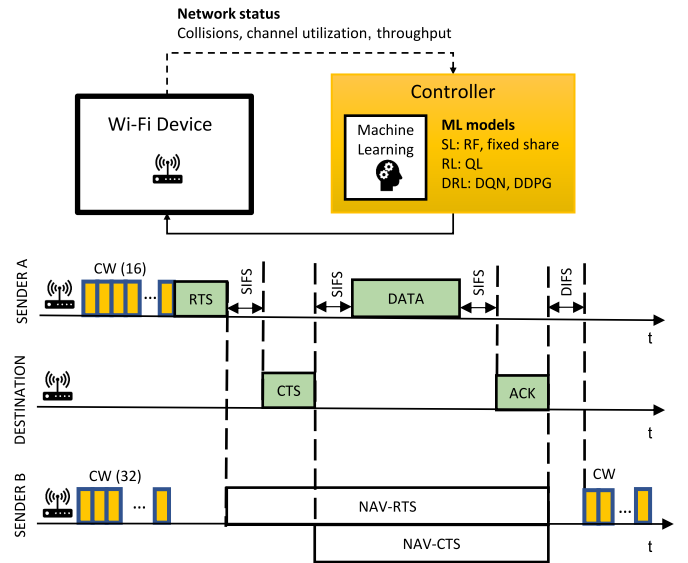 Network status
Collisions, channel utilization, throughput
Wi-Fi Device
Controller
Machine
Learning
ML models
SL: RF, fixed share
RL: QL
DRL: DQN, DDPG
SENDER A
CW (16)
...
RTS
SIFS
SIFS
DATA
SIFS
DIFS
t
DESTINATION
CTS
ACK
t
SENDER B
CW (32)
...
NAV-RTS
NAV-CTS
CW
...
t